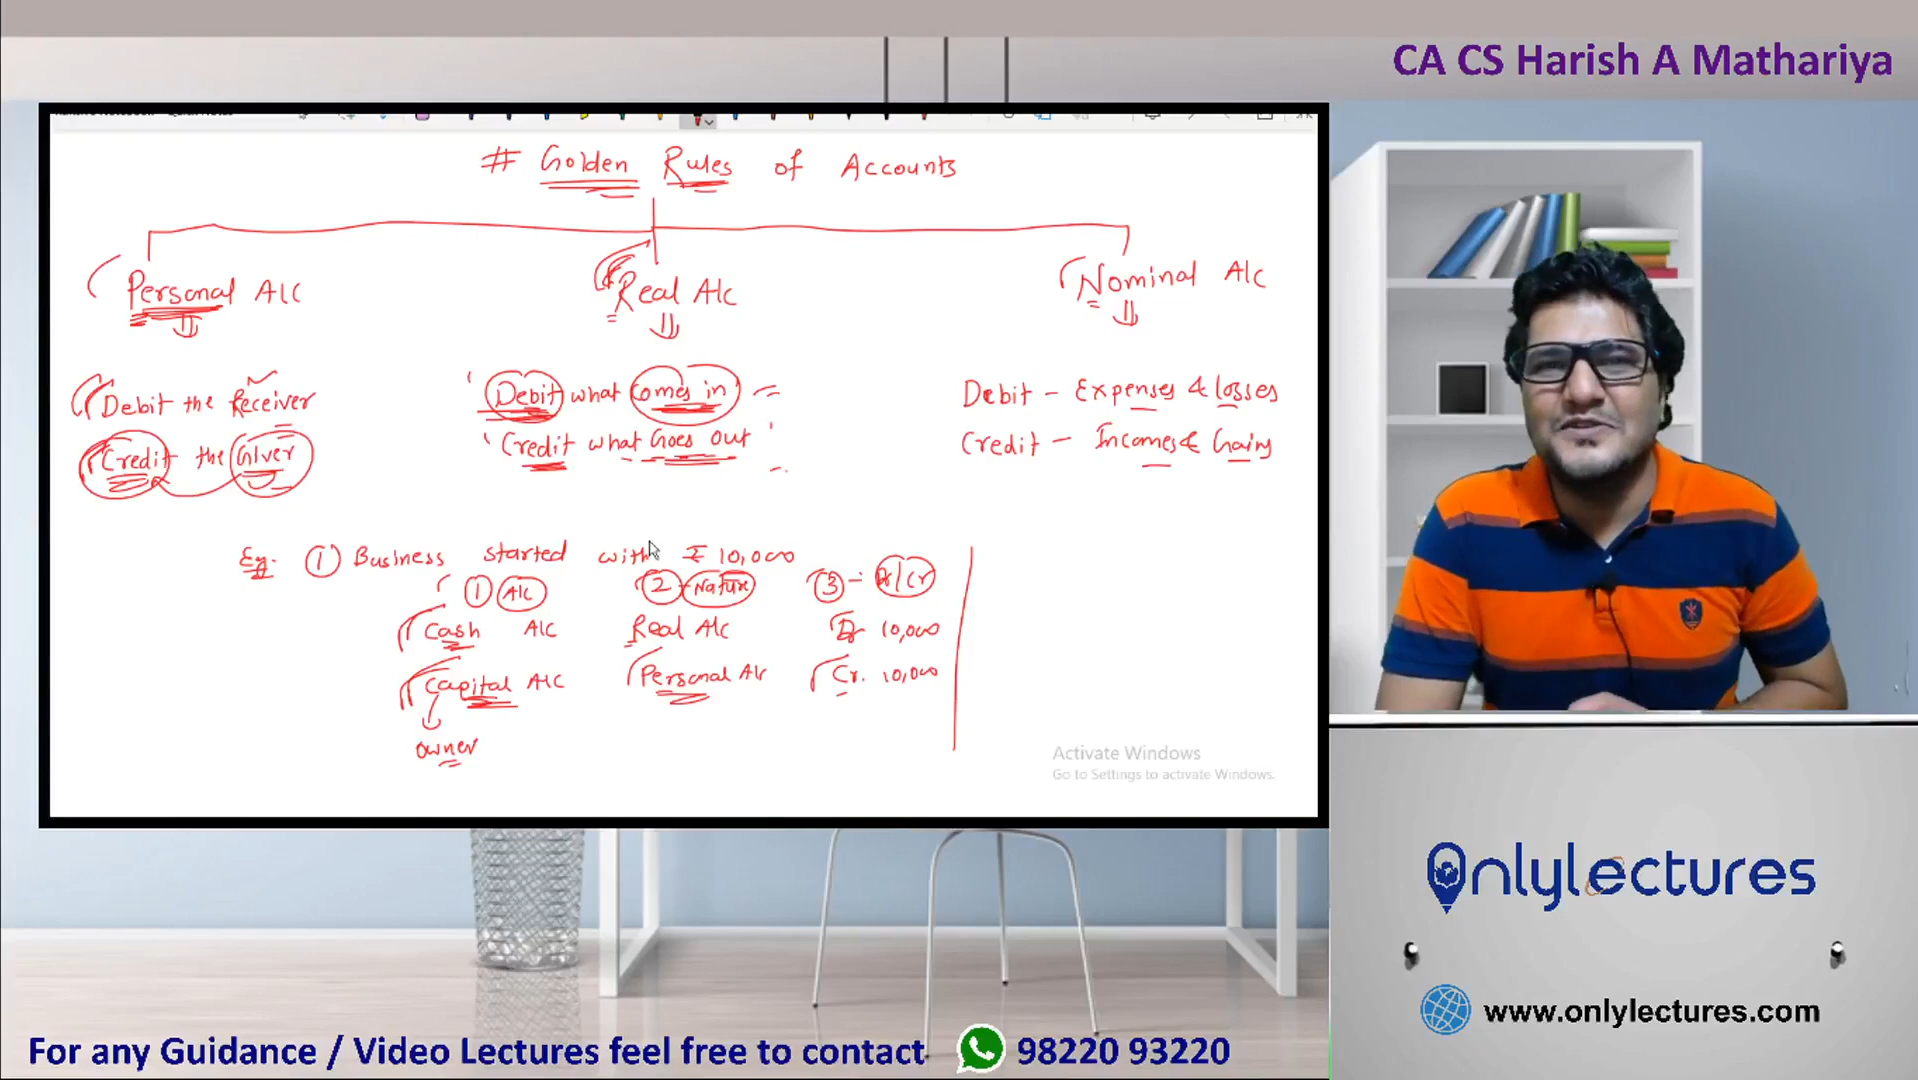 CA CS Harish A Mathariya
# Golden Rules of Accounts
Personal A/c Real A/c Nominal A/c
Debit the Receiver 'Debit what comes in' Debit - Expenses & losses
Credit the Giver 'Credit what Goes out' Credit - Incomes & Gains
Eg. ① Business started with ₹ 10,000
① A/c ② - Nature ③ - Dr/Cr
Cash A/c Real A/c Dr 10,000
Capital A/c Personal A/c Cr. 10,000
owner
Activate Windows
Go to Settings to activate Windows.
Onlylectures
www.onlylectures.com
For any Guidance / Video Lectures feel free to contact 98220 93220